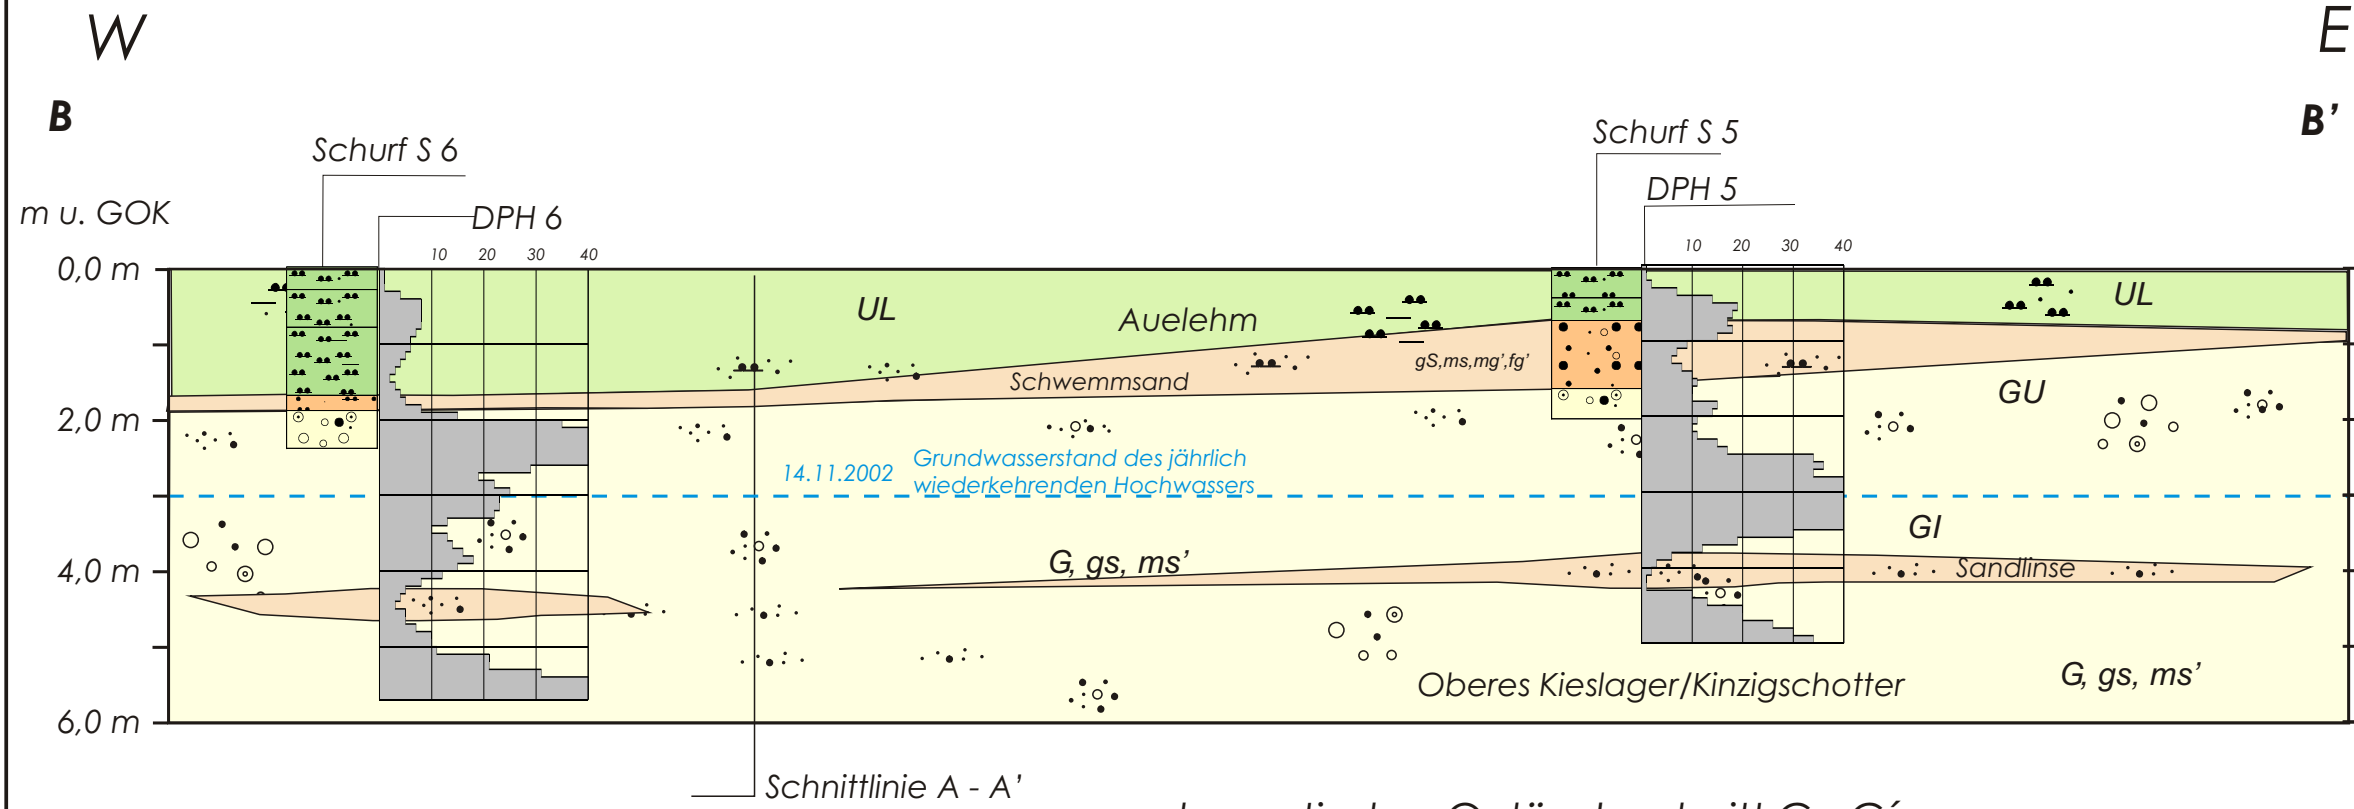 W
E
B
B’
Schurf S 6
Schurf S 5
m u. GOK
DPH 6
DPH 5
10 20 30 40
10 20 30 40
0,0 m
UL
Auelehm
UL
gS,ms,mg’,fg’
Schwemmsand
GU
2,0 m
14.11.2002
Grundwasserstand des jährlich
wiederkehrenden Hochwassers
GI
G, gs, ms’
4,0 m
Sandlinse
Oberes Kieslager/Kinzigschotter
G, gs, ms’
6,0 m
Schnittlinie A - A’